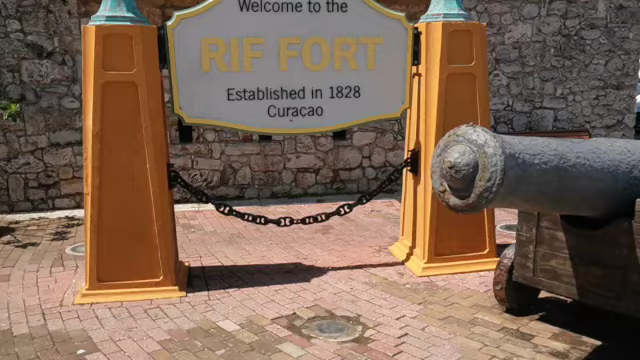 Welcome to the
RIF FORT
Established in 1828
Curaçao